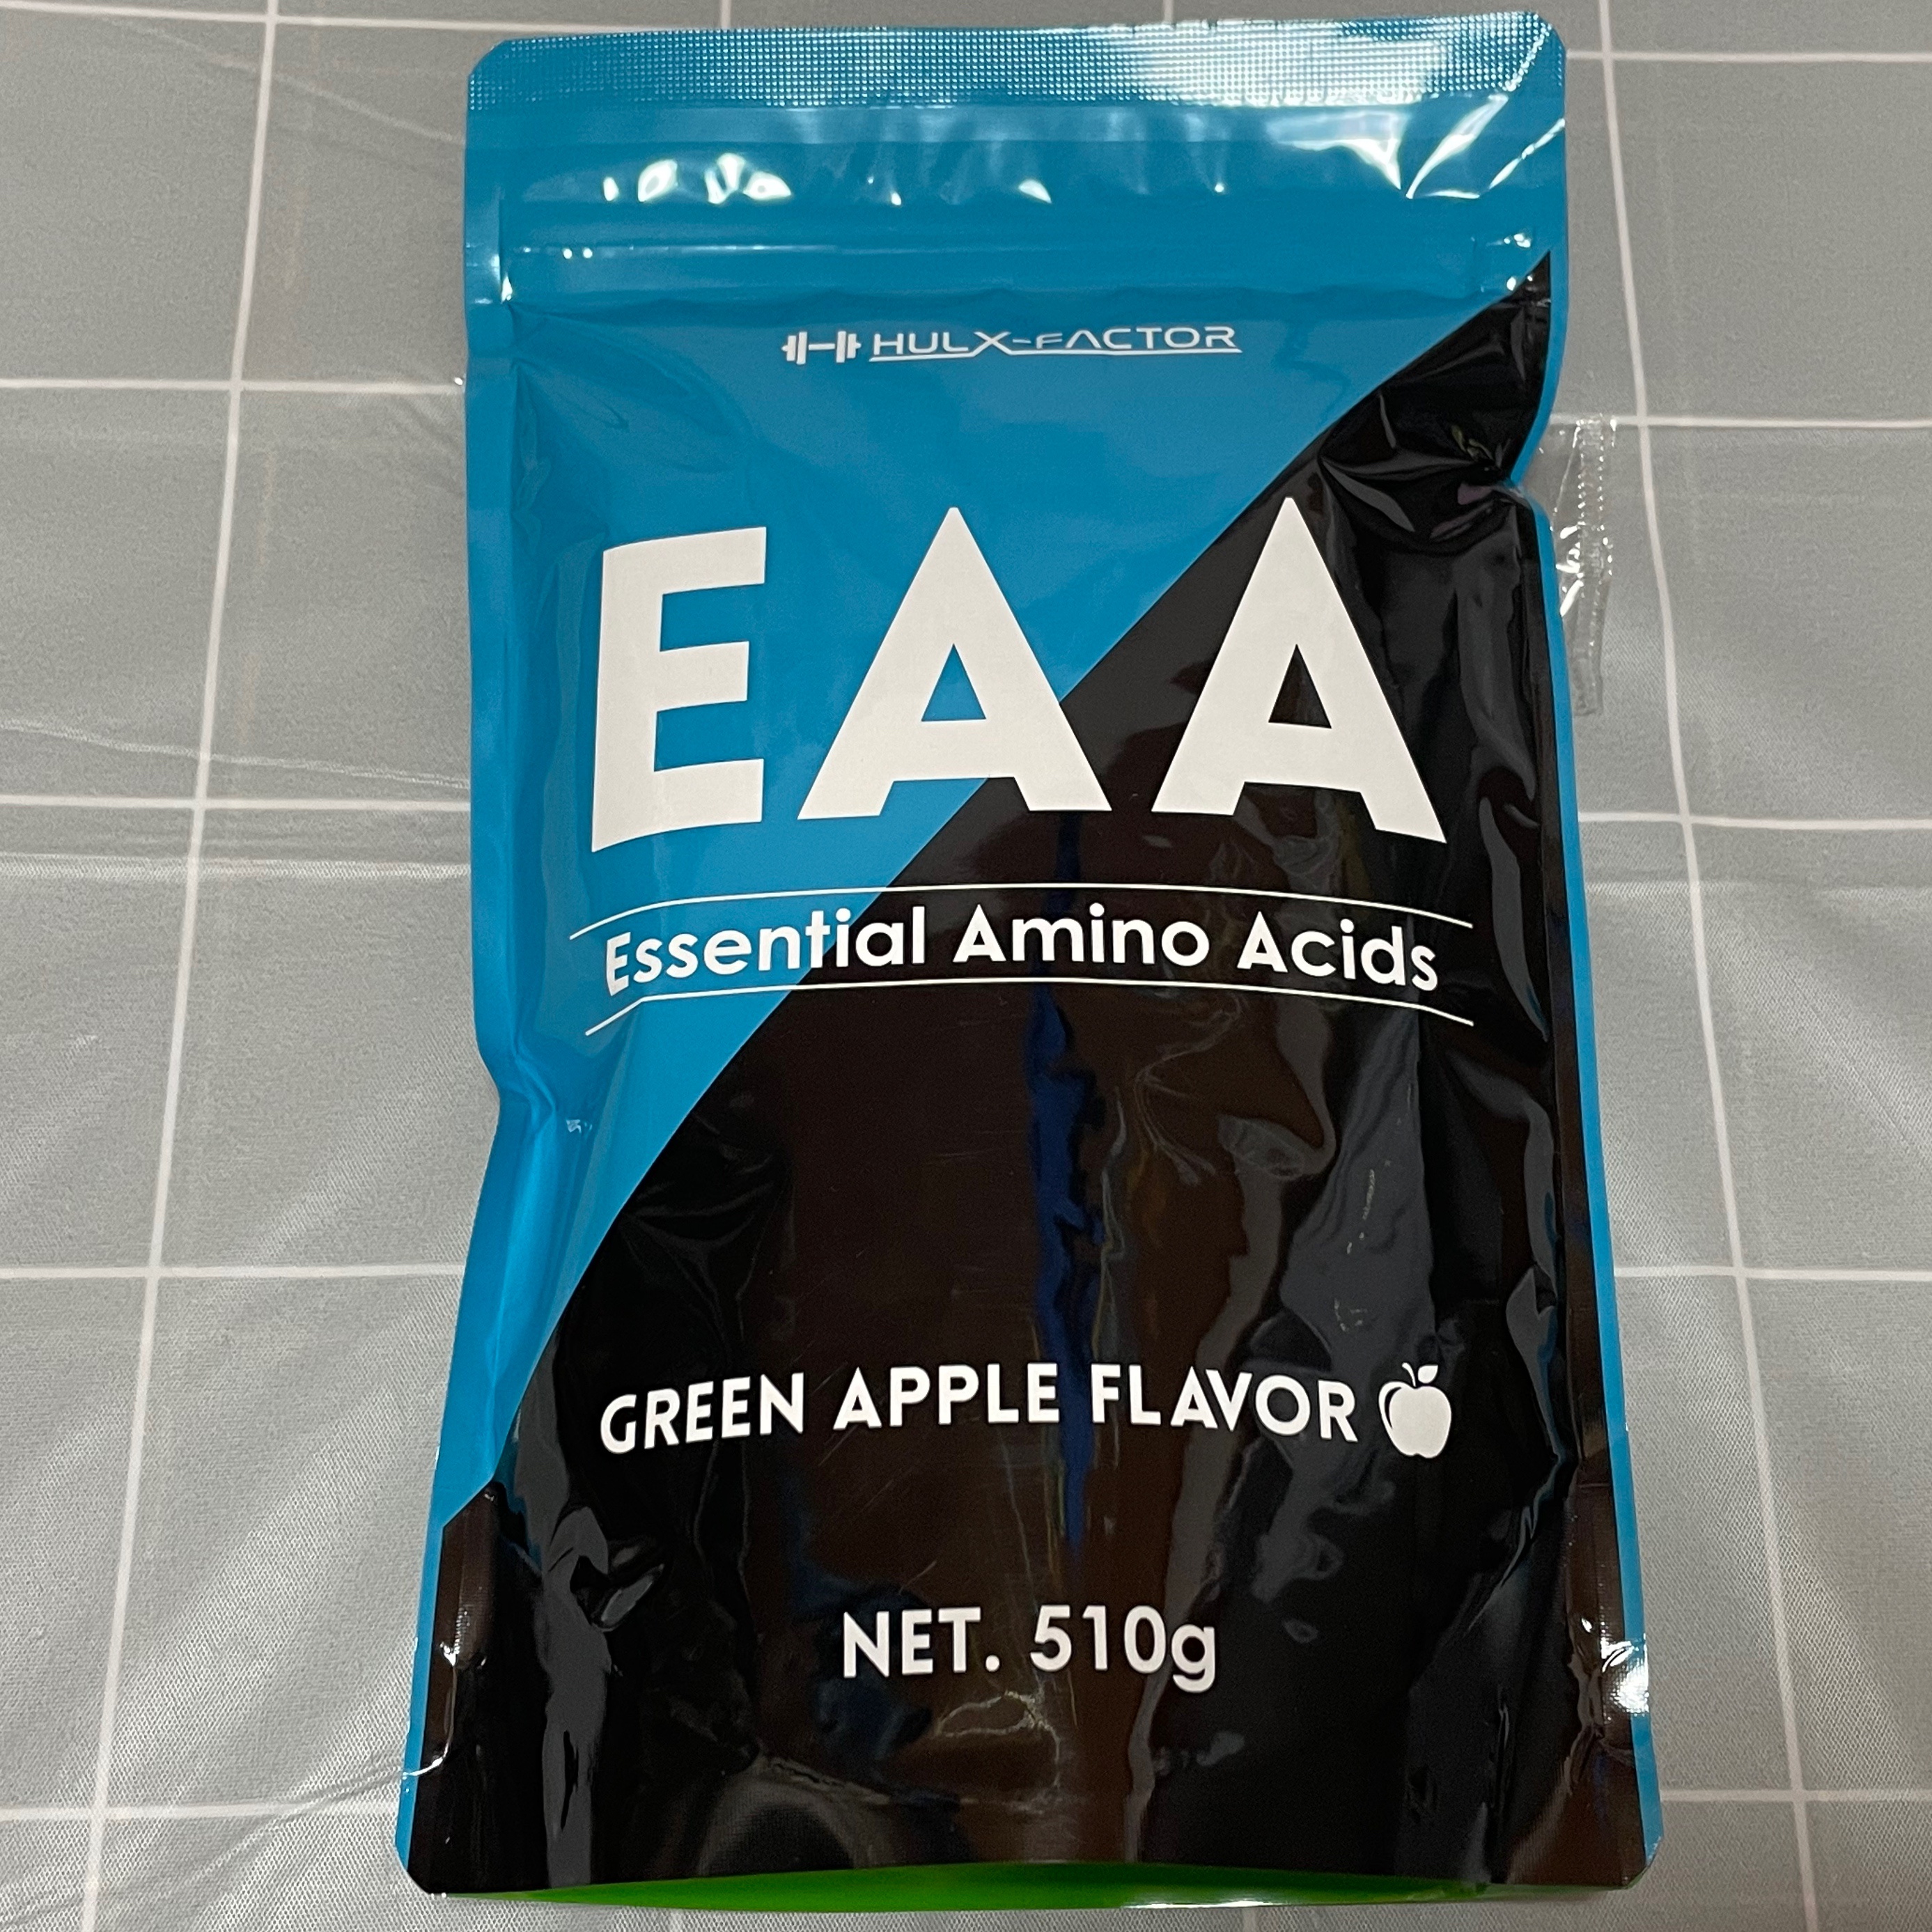 HULX-FACTOR
EAA
Essential Amino Acids
GREEN APPLE FLAVOR
NET. 510g